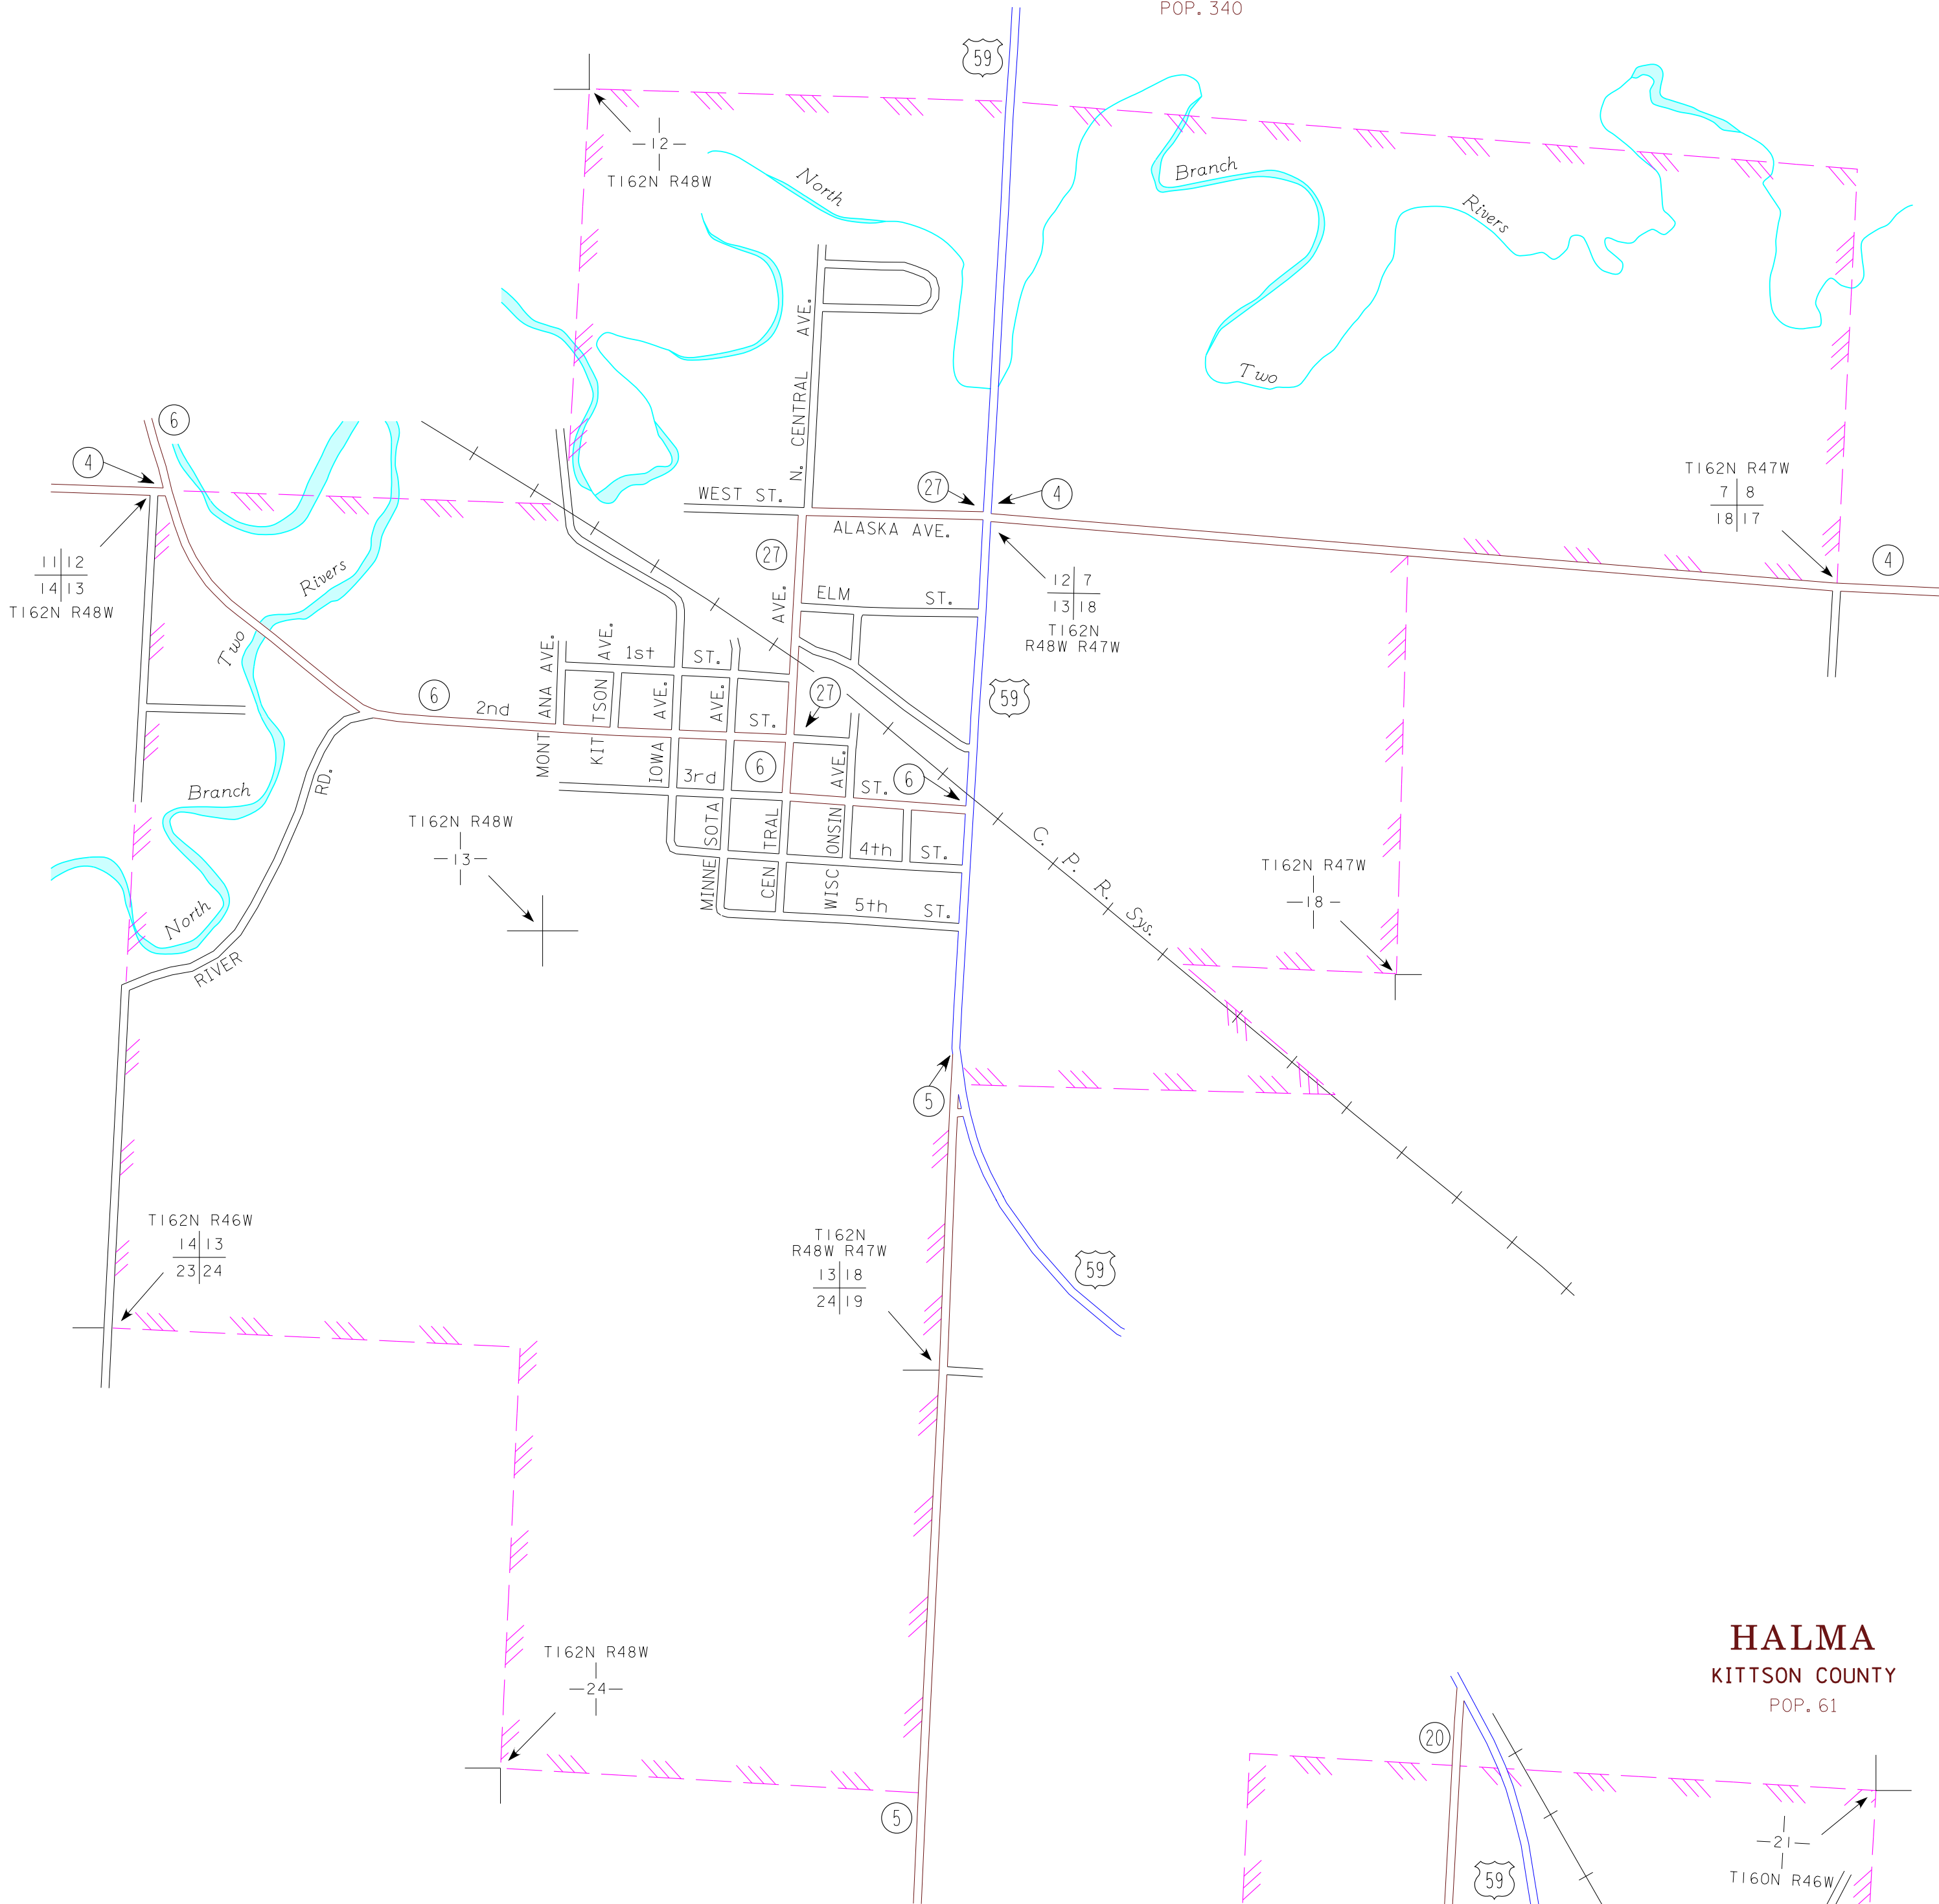 POP. 340
59
12
T162N R48W
North
Branch
Rivers
Two
N. CENTRAL AVE.
6
4
WEST ST.
27
4
ALASKA AVE.
T162N R47W
7 8
18 17
4
11 12
14 13
T162N R48W
Rivers
Two
Branch
North
27
AVE.
ELM ST.
12 7
13 18
T162N
R48W R47W
59
1st ST.
6
2nd ST.
27
MONTANA AVE.
KITTSON AVE.
IOWA AVE.
MINNESOTA AVE.
CENTRAL
WISCONSIN AVE.
3rd ST.
6
6
4th ST.
5th ST.
RIVER RD.
T162N R48W
13
C. P. R. Sys.
T162N R47W
18
5
T162N R46W
14 13
23 24
T162N
R48W R47W
13 18
24 19
59
T162N R48W
24
5
HALMA
KITTSON COUNTY
POP. 61
20
59
21
T160N R46W